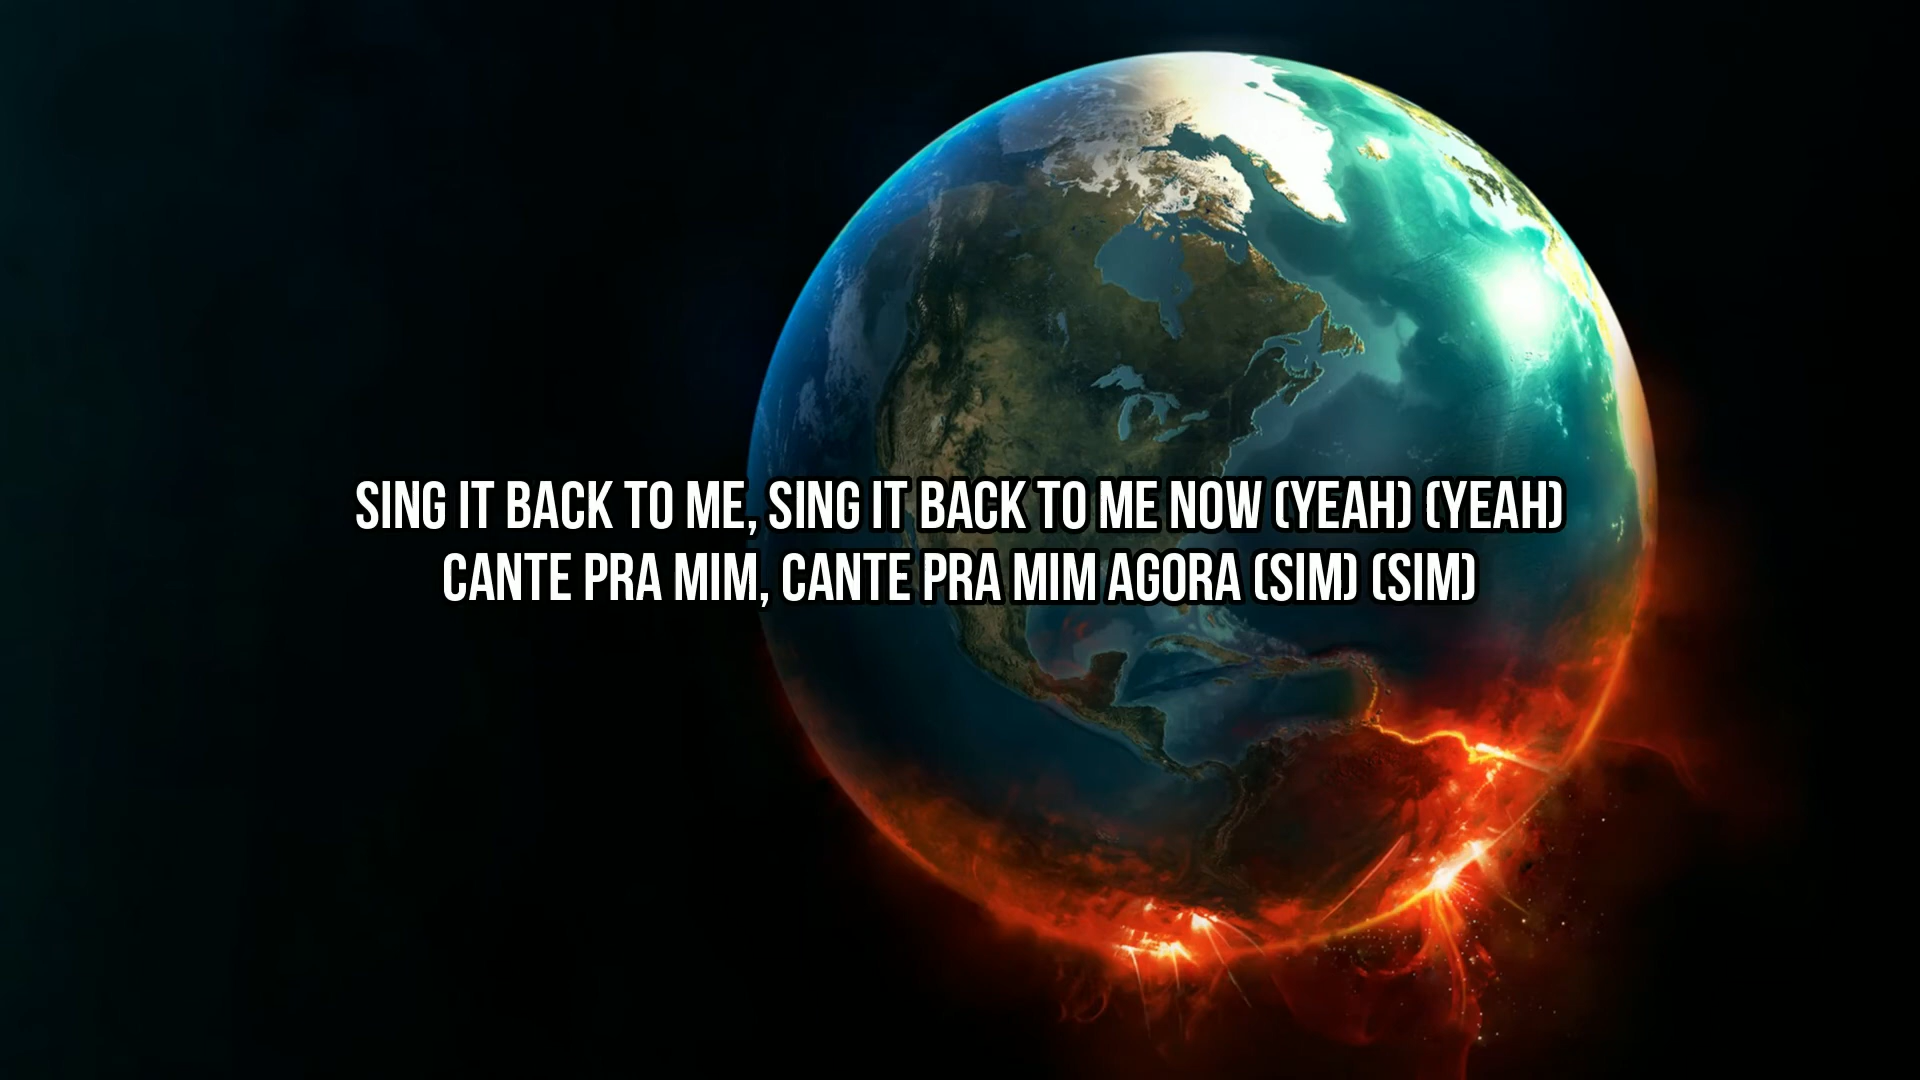 SING IT BACK TO ME, SING IT BACK TO ME NOW (YEAH) (YEAH)
CANTE PRA MIM, CANTE PRA MIM AGORA (SIM) (SIM)